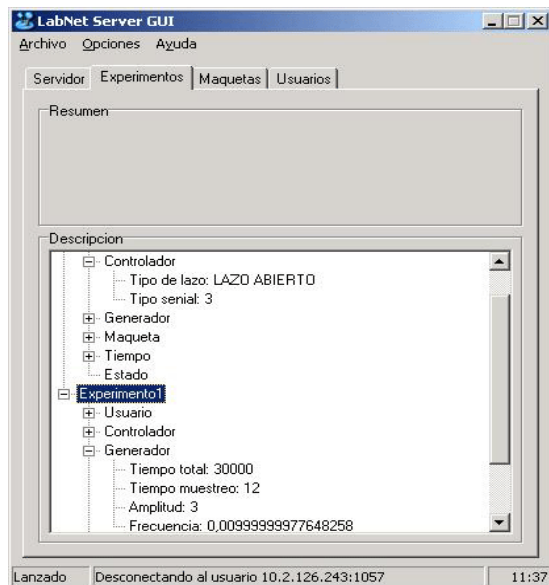 LabNet Server GUI
Archivo Opciones Ayuda
Servidor Experimentos Maquetas Usuarios
Resumen
Descripcion
Controlador
Tipo de lazo: LAZO ABIERTO
Tipo senial: 3
Generador
Maqueta
Tiempo
Estado
Experimento1
Usuario
Controlador
Generador
Tiempo total: 30000
Tiempo muestreo: 12
Amplitud: 3
Frecuencia: 0,00999999977648258
Lanzado Desconectando al usuario 10.2.126.243:1057 11:37